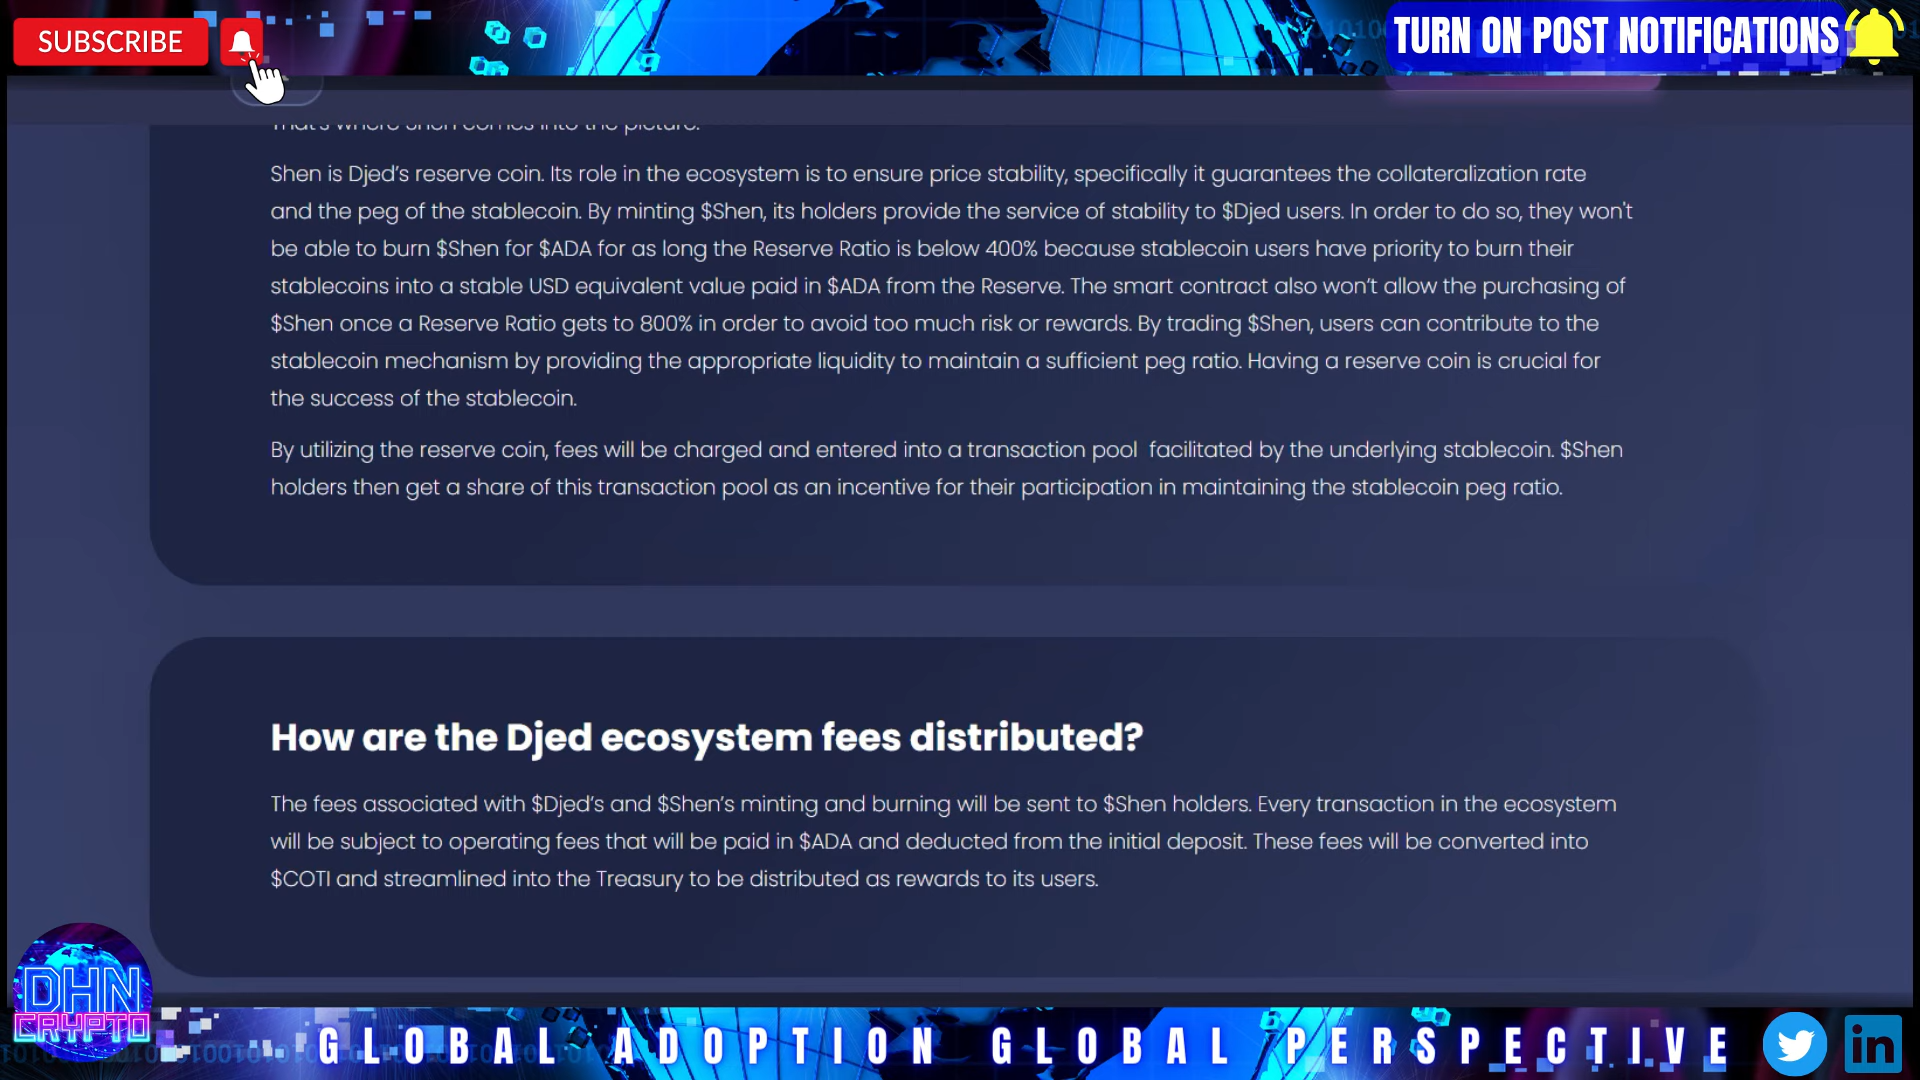 SUBSCRIBE
TURN ON POST NOTIFICATIONS
That's where Shen comes into the picture.
Shen is Djed’s reserve coin. Its role in the ecosystem is to ensure price stability, specifically it guarantees the collateralization rate
and the peg of the stablecoin. By minting $Shen, its holders provide the service of stability to $Djed users. In order to do so, they won't
be able to burn $Shen for $ADA for as long the Reserve Ratio is below 400% because stablecoin users have priority to burn their
stablecoins into a stable USD equivalent value paid in $ADA from the Reserve. The smart contract also won’t allow the purchasing of
$Shen once a Reserve Ratio gets to 800% in order to avoid too much risk or rewards. By trading $Shen, users can contribute to the
stablecoin mechanism by providing the appropriate liquidity to maintain a sufficient peg ratio. Having a reserve coin is crucial for
the success of the stablecoin.
By utilizing the reserve coin, fees will be charged and entered into a transaction pool facilitated by the underlying stablecoin. $Shen
holders then get a share of this transaction pool as an incentive for their participation in maintaining the stablecoin peg ratio.
How are the Djed ecosystem fees distributed?
The fees associated with $Djed’s and $Shen’s minting and burning will be sent to $Shen holders. Every transaction in the ecosystem
will be subject to operating fees that will be paid in $ADA and deducted from the initial deposit. These fees will be converted into
$COTI and streamlined into the Treasury to be distributed as rewards to its users.
DHN
CRYPTO
GLOBAL ADOPTION GLOBAL PERSPECTIVE
in